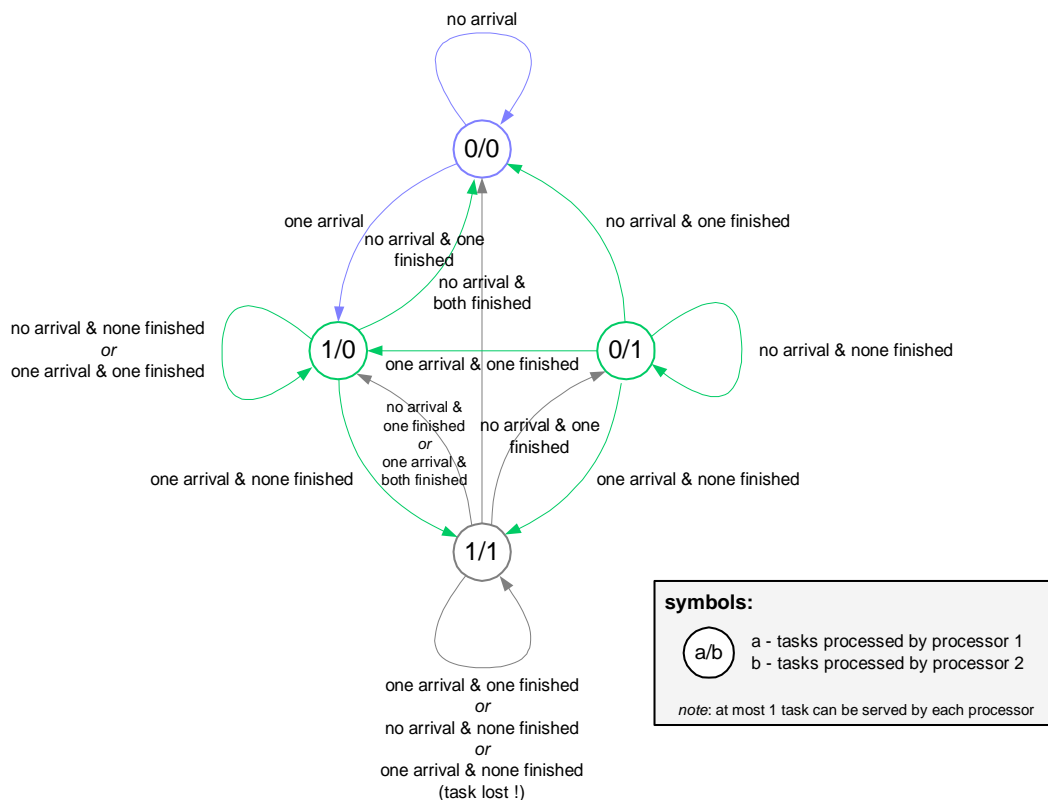 no arrival
0/0
one arrival
no arrival & one
finished
no arrival & one finished
no arrival &
both finished
no arrival & none finished
or
one arrival & one finished
1/0
one arrival & one finished
0/1
no arrival & none finished
no arrival &
one finished
or
one arrival &
both finished
no arrival & one
finished
one arrival & none finished
one arrival & none finished
1/1
one arrival & one finished
or
no arrival & none finished
or
one arrival & none finished
(task lost !)
symbols:
a/b
a - tasks processed by processor 1
b - tasks processed by processor 2
note: at most 1 task can be served by each processor